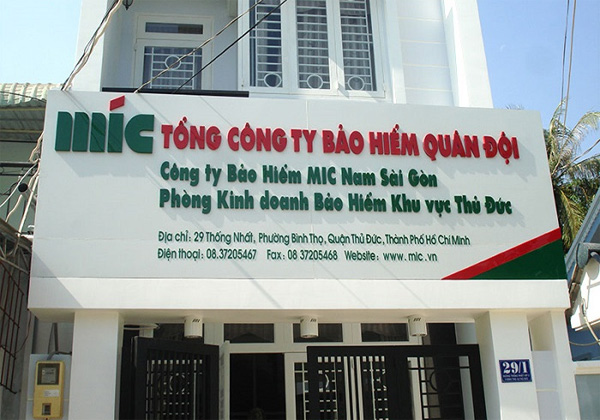 mic TỔNG CÔNG TY BẢO HIỂM QUÂN ĐỘI
Công ty Bảo Hiểm MIC Nam Sài Gòn
Phòng Kinh doanh Bảo Hiểm Khu vực Thủ Đức
Địa chỉ: 29 Thống Nhất, Phường Bình Thọ, Quận Thủ Đức, Thành Phố Hồ Chí Minh
Điện thoại: 08.37205467 Fax: 08 37205468 Website: www.mic.vn
29/1